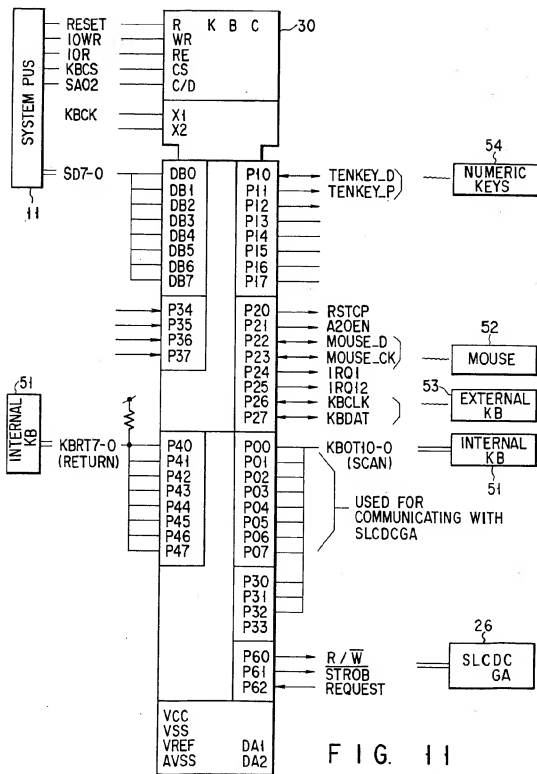 RESET
IOWR
IOR
KBCS
SA02
KBCK
SYSTEM PUS
11
SD7-0
R K B C
WR
RE
CS
C/D
X1
X2
30
DB0
DB1
DB2
DB3
DB4
DB5
DB6
DB7
P10
P11
P12
P13
P14
P15
P16
P17
TENKEY_D
TENKEY_P
54
NUMERIC KEYS
P34
P35
P36
P37
P20
P21
P22
P23
P24
P25
P26
P27
RSTCP
A20EN
MOUSE_D
MOUSE_CK
IRQ1
IRQ12
KBCLK
KBDAT
52
MOUSE
53
EXTERNAL KB
51
INTERNAL KB
KBRT7-0
(RETURN)
P40
P41
P42
P43
P44
P45
P46
P47
P00
P01
P02
P03
P04
P05
P06
P07
KBOT10-0
(SCAN)
INTERNAL KB
51
USED FOR
COMMUNICATING WITH
SLCDCGA
P30
P31
P32
P33
P60
P61
P62
R/W
STROB
REQUEST
26
SLCDC
GA
VCC
VSS
VREF
AVSS
DA1
DA2
FIG. 11